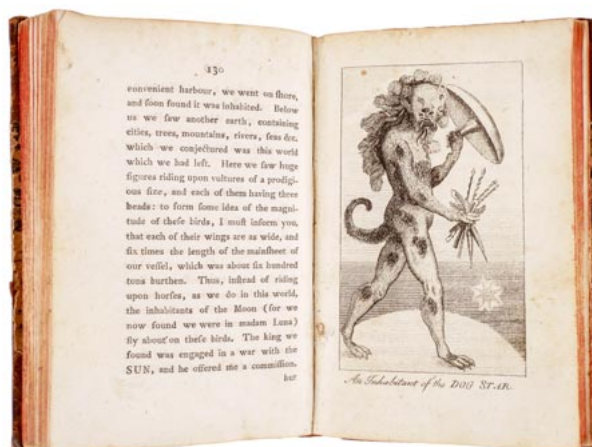 130
convenient harbour, we went on ſhore,
and ſoon found it was inhabited. Below
us we ſaw another earth, containing
cities, trees, mountains, rivers, ſeas &c.
which we conjectured was this world
which we had left. Here we ſaw huge
figures riding upon vultures of a prodigi-
ous ſize, and each of them having three
heads: to form ſome idea of the magni-
tude of theſe birds, I muſt inform you,
that each of their wings are as wide, and
ſix times the length of the mainſheet of
our veſſel, which was about ſix hundred
tons burthen. Thus, inſtead of riding
upon horſes, as we do in this world,
the inhabitants of the Moon (for we
now found we were in madam Luna)
fly about on theſe birds. The king we
found was engaged in a war with the
SUN, and he offered me a commiſſion,
but
An Inhabitant of the DOG STAR.